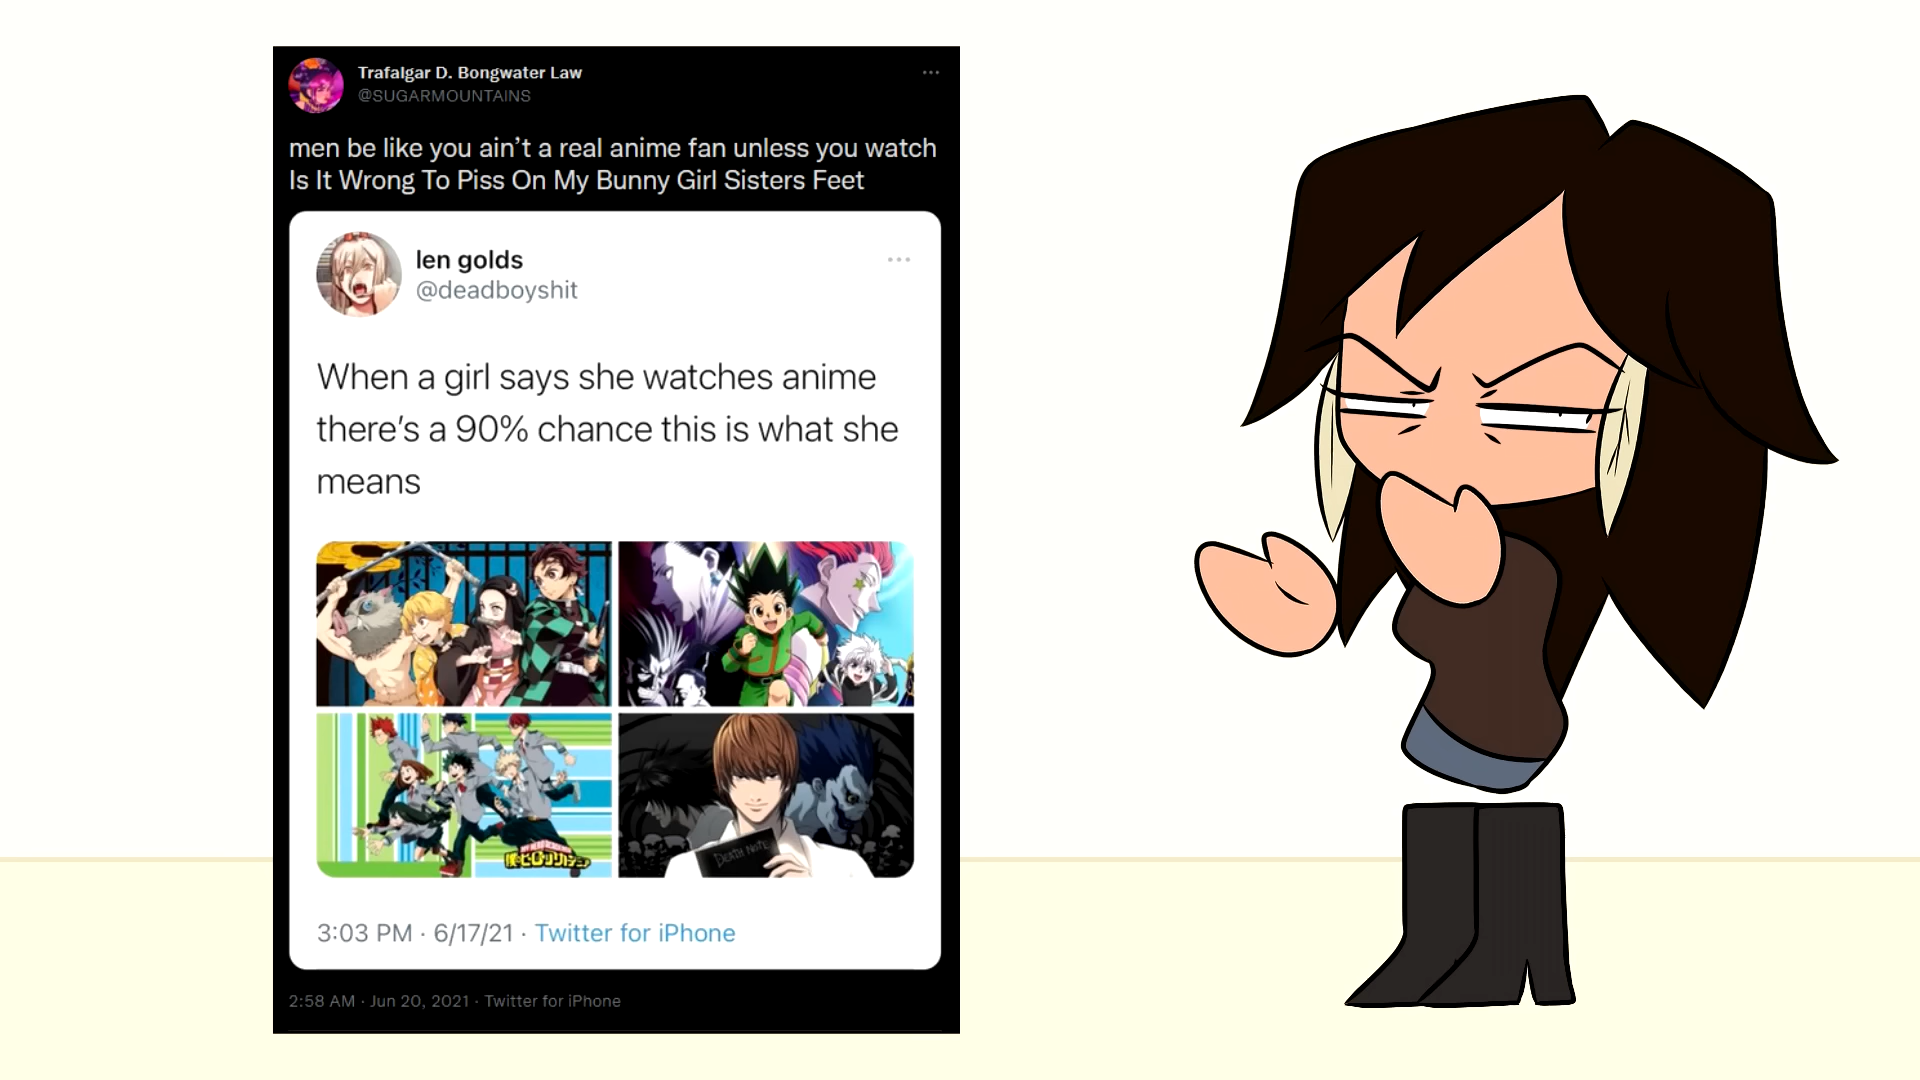 Trafalgar D. Bongwater Law
@SUGARMOUNTAINS
men be like you ain’t a real anime fan unless you watch
Is It Wrong To Piss On My Bunny Girl Sisters Feet
len golds
@deadboyshit
When a girl says she watches anime
there’s a 90% chance this is what she
means
DEATH NOTE
3:03 PM · 6/17/21 · Twitter for iPhone
2:58 AM · Jun 20, 2021 · Twitter for iPhone